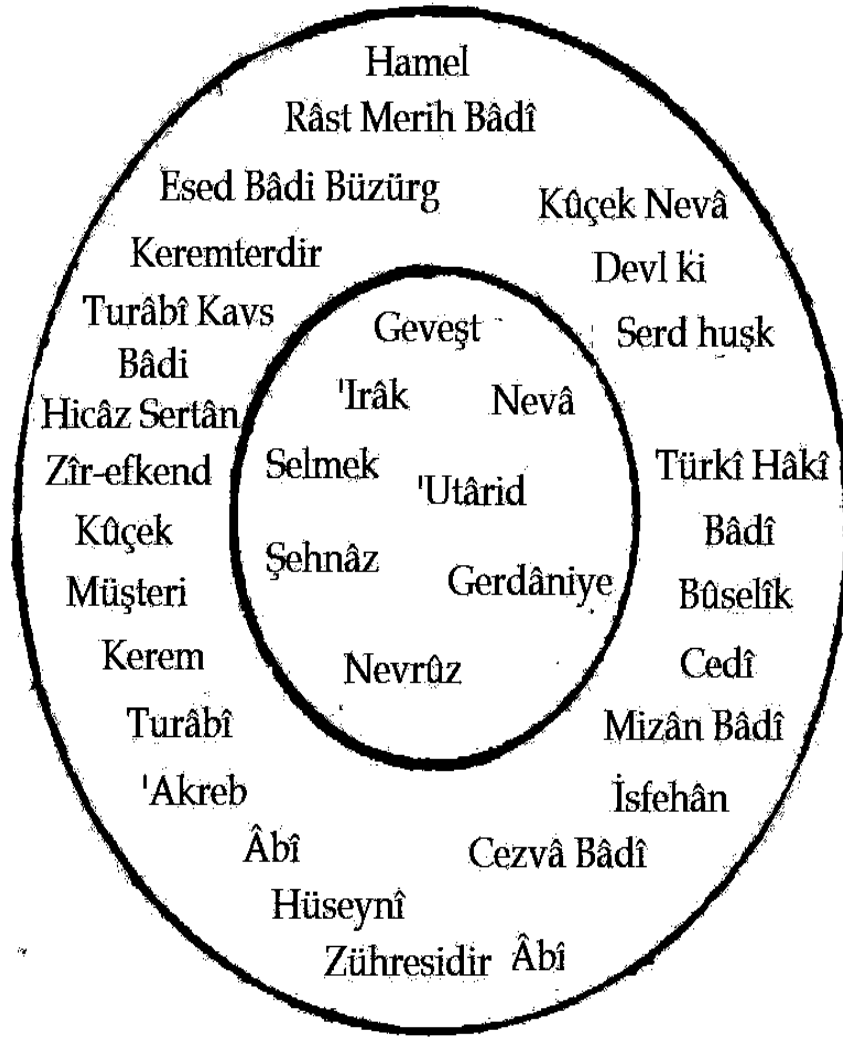 Hamel
Râst Merih Bâdî
Esed Bâdi Büzürg
Kûçek Nevâ
Keremterdir
Devl ki
Turâbî Kavs
Serd huşk
Bâdi
Hicâz Sertân
Zîr-efkend
Türkî Hâkî
Kûçek
Bâdî
Müşteri
Bûselîk
Kerem
Cedî
Turâbî
Mizân Bâdî
'Akreb
İsfehân
Âbî
Cezvâ Bâdî
Hüseynî
Zühresidir Âbî
Geveşt
'Irâk
Nevâ
Selmek
'Utârid
Şehnâz
Gerdâniye
Nevrûz